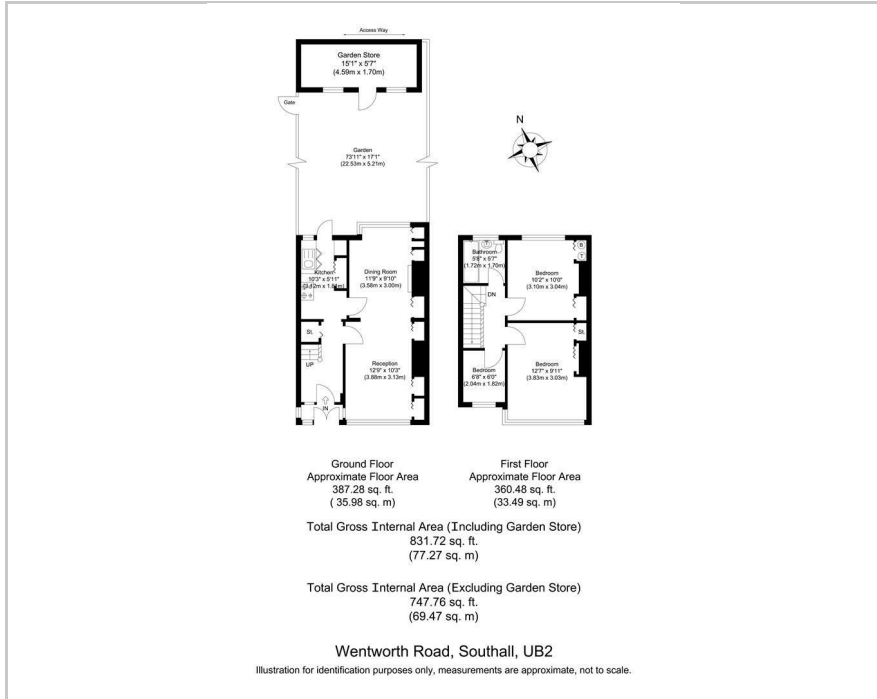 Access Way
Garden Store
15'1" x 5'7"
(4.59m x 1.70m)
Gate
N
Garden
73'11" x 17'1"
(22.53m x 5.21m)
Kitchen
10'3" x 5'11"
Dining Room
11'9" x 9'10"
(3.58m x 3.00m)
St.
UP
Reception
12'9" x 10'3"
(3.88m x 3.13m)
IN
Bathroom
5'8" x 5'7"
(1.72m x 1.70m)
B
T
Bedroom
10'2" x 10'0"
(3.10m x 3.04m)
DN
St.
Bedroom
6'8" x 6'0"
(2.04m x 1.82m)
Bedroom
12'7" x 9'11"
(3.83m x 3.03m)
Ground Floor
Approximate Floor Area
387.28 sq. ft.
( 35.98 sq. m)
First Floor
Approximate Floor Area
360.48 sq. ft.
(33.49 sq. m)
Total Gross Internal Area (Including Garden Store)
831.72 sq. ft.
(77.27 sq. m)
Total Gross Internal Area (Excluding Garden Store)
747.76 sq. ft.
(69.47 sq. m)
Wentworth Road, Southall, UB2
Illustration for identification purposes only, measurements are approximate, not to scale.